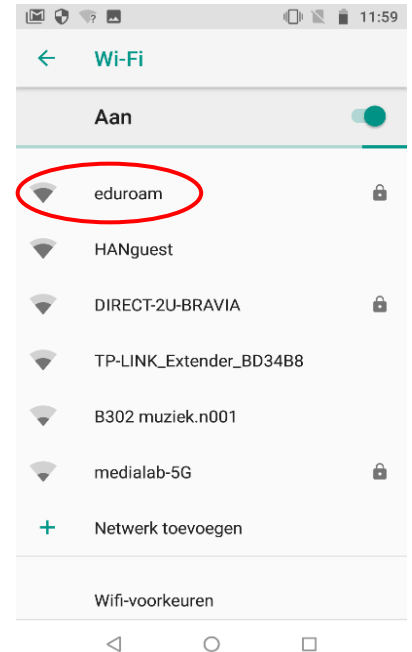 11:59
Wi-Fi
Aan
eduroam
HANguest
DIRECT-2U-BRAVIA
TP-LINK_Extender_BD34B8
B302 muziek.n001
medialab-5G
Netwerk toevoegen
Wifi-voorkeuren